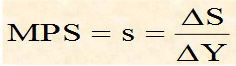 MPS = s = ΔS / ΔY